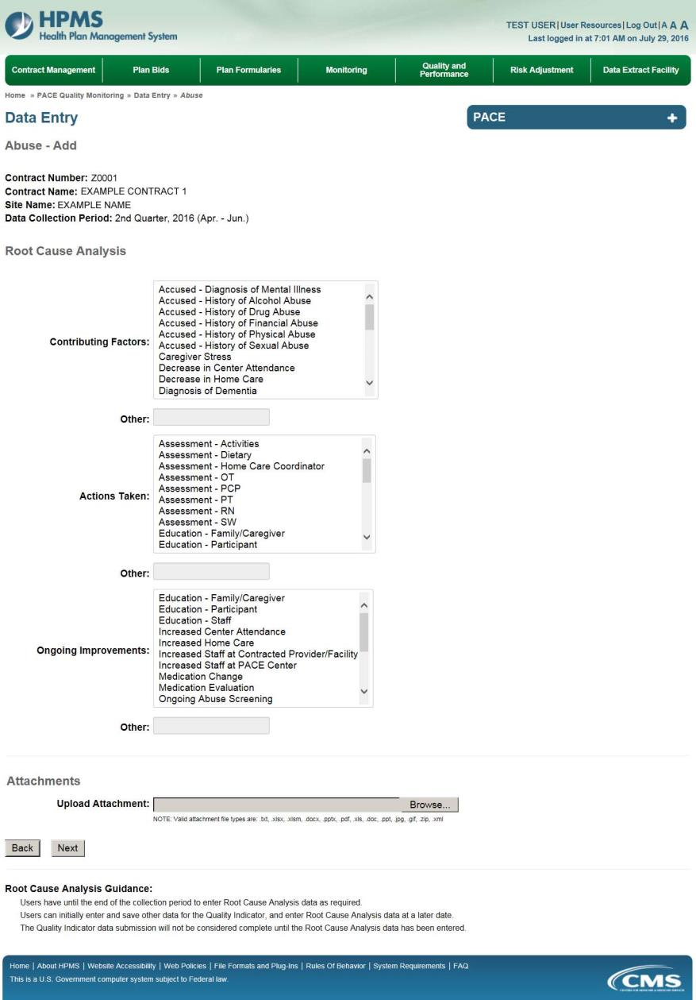 HPMS
Health Plan Management System
TEST USER|User Resources|Log Out|A A A
Last logged in at 7:01 AM on July 29, 2016
Contract Management
Plan Bids
Plan Formularies
Monitoring
Quality and
Performance
Risk Adjustment
Data Extract Facility
Home » PACE Quality Monitoring » Data Entry » Abuse
Data Entry
PACE +
Abuse - Add
Contract Number: Z0001
Contract Name: EXAMPLE CONTRACT 1
Site Name: EXAMPLE NAME
Data Collection Period: 2nd Quarter, 2016 (Apr. - Jun.)
Root Cause Analysis
Contributing Factors:
Accused - Diagnosis of Mental Illness
Accused - History of Alcohol Abuse
Accused - History of Drug Abuse
Accused - History of Financial Abuse
Accused - History of Physical Abuse
Accused - History of Sexual Abuse
Caregiver Stress
Decrease in Center Attendance
Decrease in Home Care
Diagnosis of Dementia
Other:
Actions Taken:
Assessment - Activities
Assessment - Dietary
Assessment - Home Care Coordinator
Assessment - OT
Assessment - PCP
Assessment - PT
Assessment - RN
Assessment - SW
Education - Family/Caregiver
Education - Participant
Other:
Ongoing Improvements:
Education - Family/Caregiver
Education - Participant
Education - Staff
Increased Center Attendance
Increased Home Care
Increased Staff at Contracted Provider/Facility
Increased Staff at PACE Center
Medication Change
Medication Evaluation
Ongoing Abuse Screening
Other:
Attachments
Upload Attachment:
Browse...
NOTE: Valid attachment file types are: .txt, .xlsx, .xlsm, .docx, .pptx, .pdf, .xls, .doc, .ppt, .jpg, .gif, .zip, .xml
Back
Next
Root Cause Analysis Guidance:
Users have until the end of the collection period to enter Root Cause Analysis data as required.
Users can initially enter and save other data for the Quality Indicator, and enter Root Cause Analysis data at a later date.
The Quality Indicator data submission will not be considered complete until the Root Cause Analysis data has been entered.
Home | About HPMS | Website Accessibility | Web Policies | File Formats and Plug-Ins | Rules Of Behavior | System Requirements | FAQ
This is a U.S. Government computer system subject to Federal law.
CMS
CENTERS FOR MEDICARE & MEDICAID SERVICES